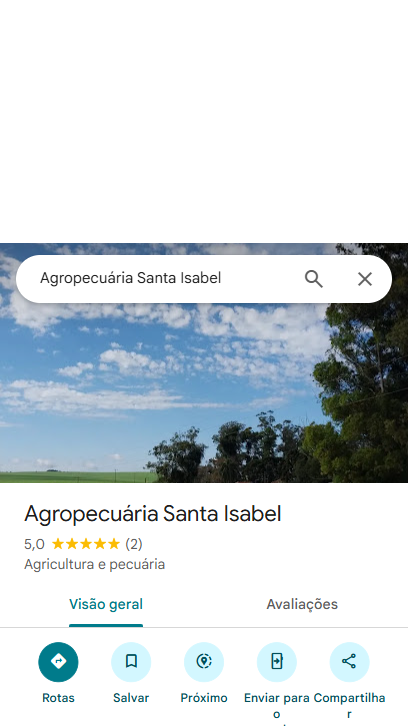 Agropecuária Santa Isabel
Agropecuária Santa Isabel
5,0 (2)
Agricultura e pecuária
Visão geral Avaliações
Rotas Salvar Próximo Enviar para o Compartilhar